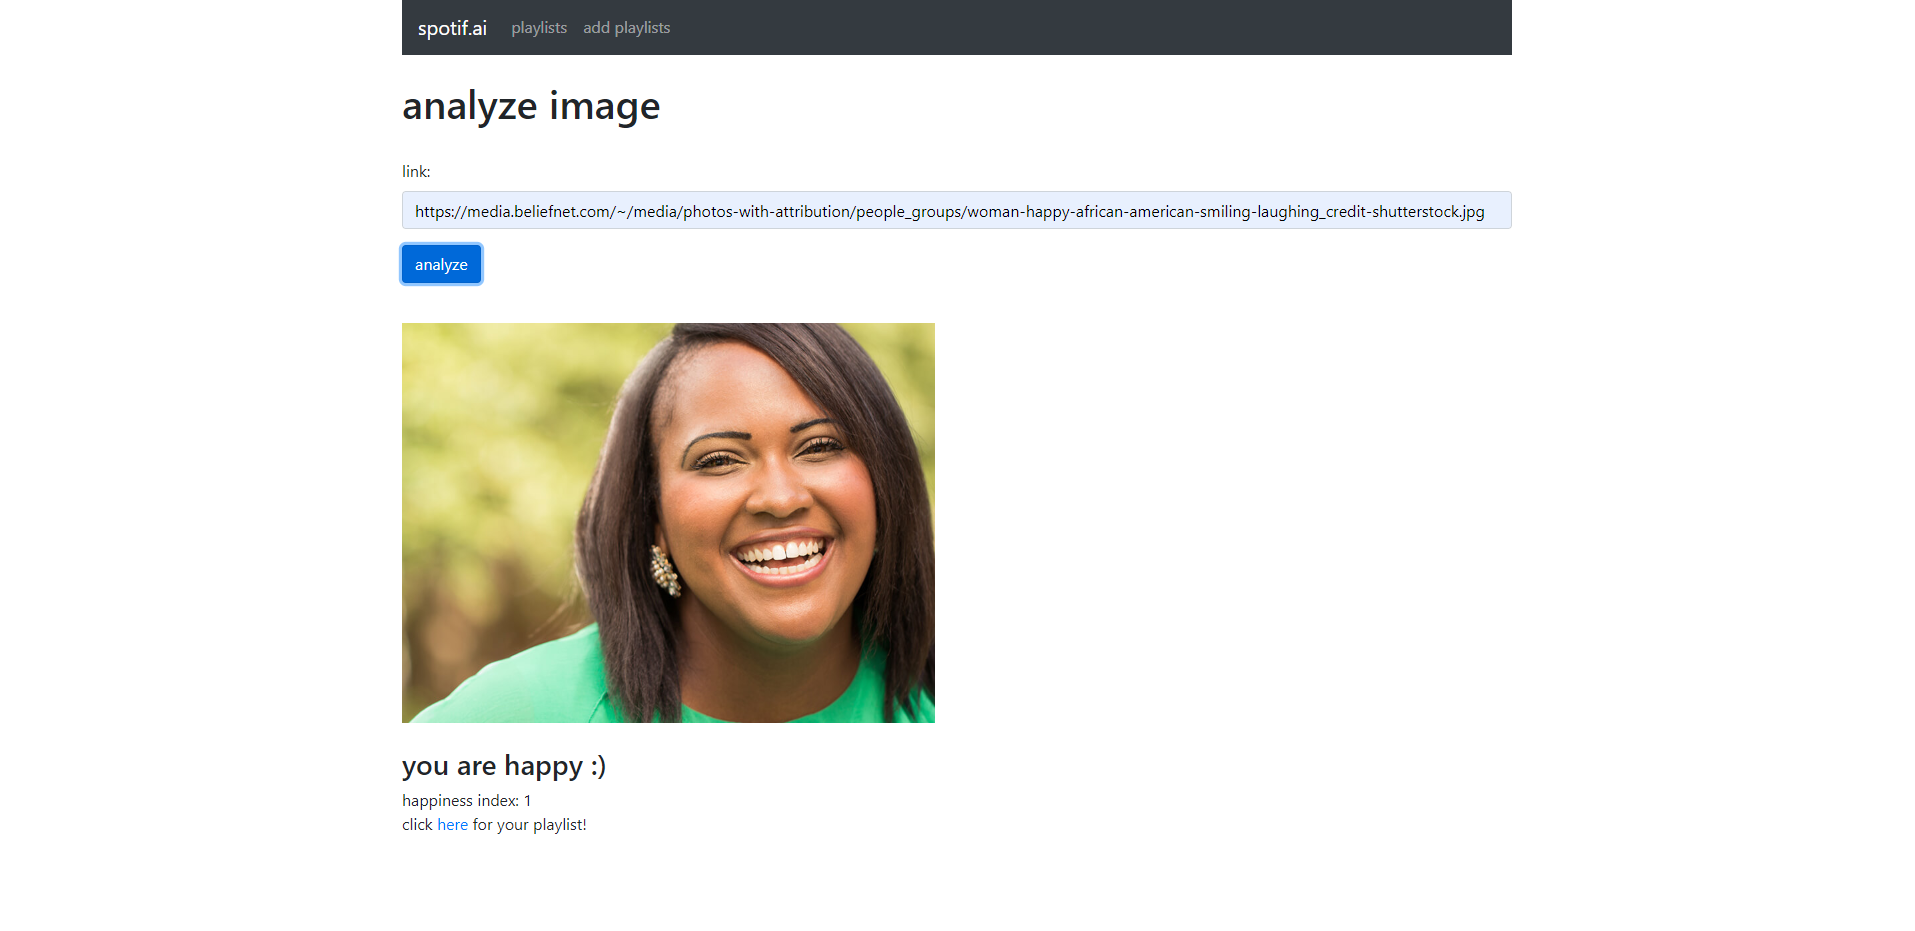 spotif.ai playlists add playlists
analyze image
link:
https://media.beliefnet.com/~/media/photos-with-attribution/people_groups/woman-happy-african-american-smiling-laughing_credit-shutterstock.jpg
analyze
you are happy :)
happiness index: 1
click here for your playlist!